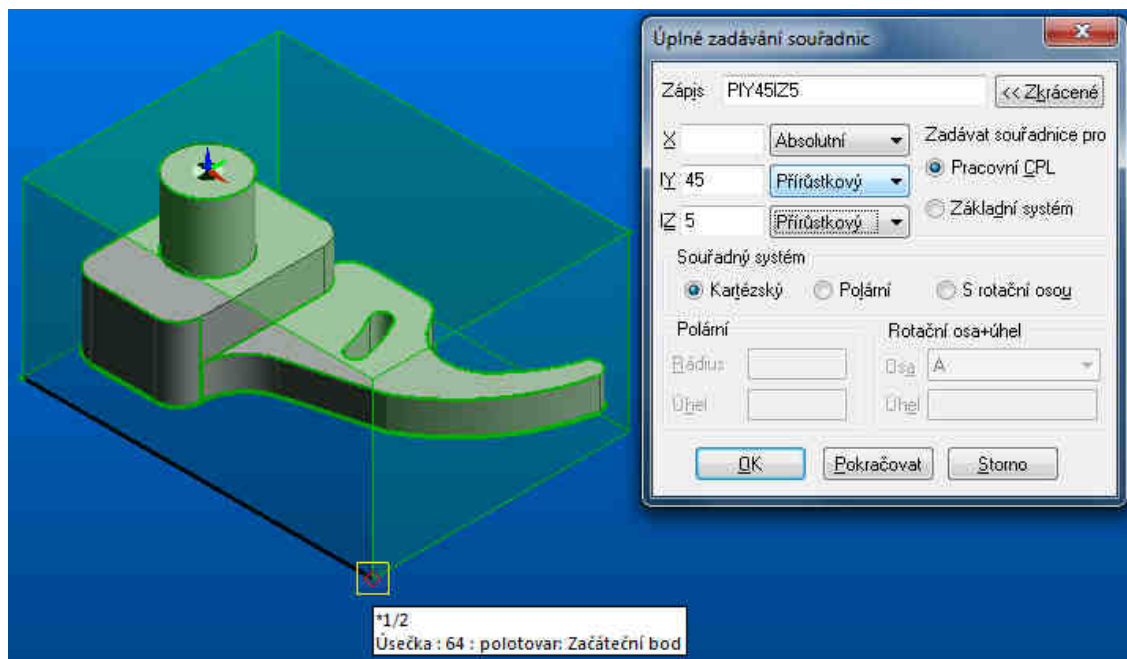 Úplné zadávání souřadnic
Zápis PIY45IZ5 << Zkrácené
X Absolutní Zadávat souřadnice pro
IY 45 Přírůstkový Pracovní CPL
IZ 5 Přírůstkový Základní systém
Souřadný systém
Kartézský Polární S rotační osou
Polární Rotační osa+úhel
Rádius Osa A
Úhel Úhel
OK Pokračovat Storno
*1/2
Úsečka : 64 : polotovar: Začáteční bod